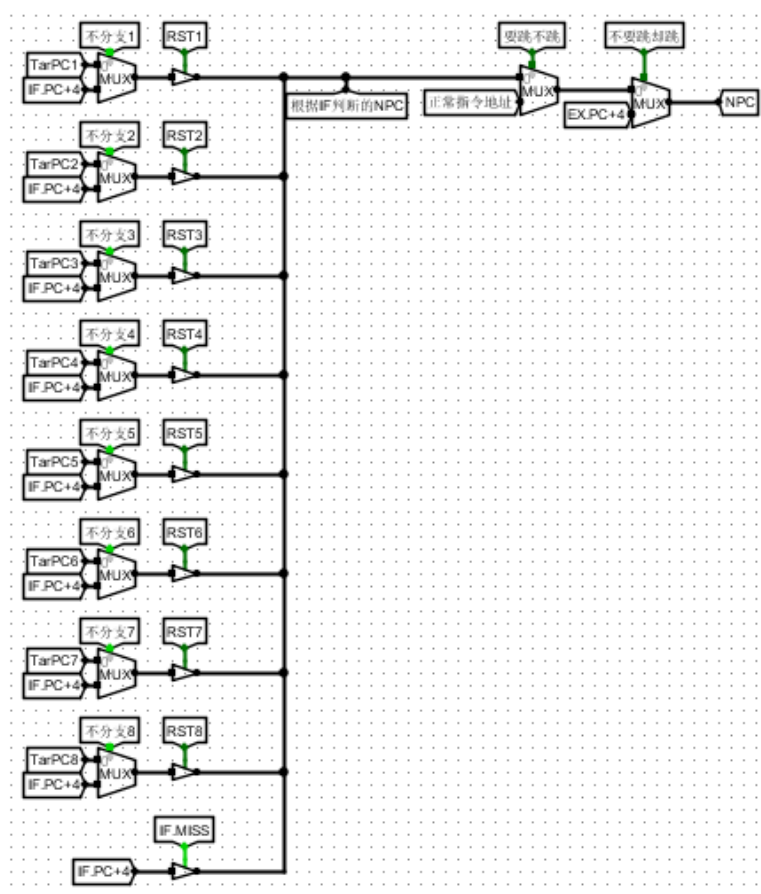 不分支1
RST1
要跳不跳
不要跳却跳
TarPC1
MUX
IF.PC+4
MUX
MUX
NPC
根据IF判断的NPC
正常指令地址
EX.PC+4
不分支2
RST2
TarPC2
MUX
IF.PC+4
不分支3
RST3
TarPC3
MUX
IF.PC+4
不分支4
RST4
TarPC4
MUX
IF.PC+4
不分支5
RST5
TarPC5
MUX
IF.PC+4
不分支6
RST6
TarPC6
MUX
IF.PC+4
不分支7
RST7
TarPC7
MUX
IF.PC+4
不分支8
RST8
TarPC8
MUX
IF.PC+4
IF.MISS
IF.PC+4